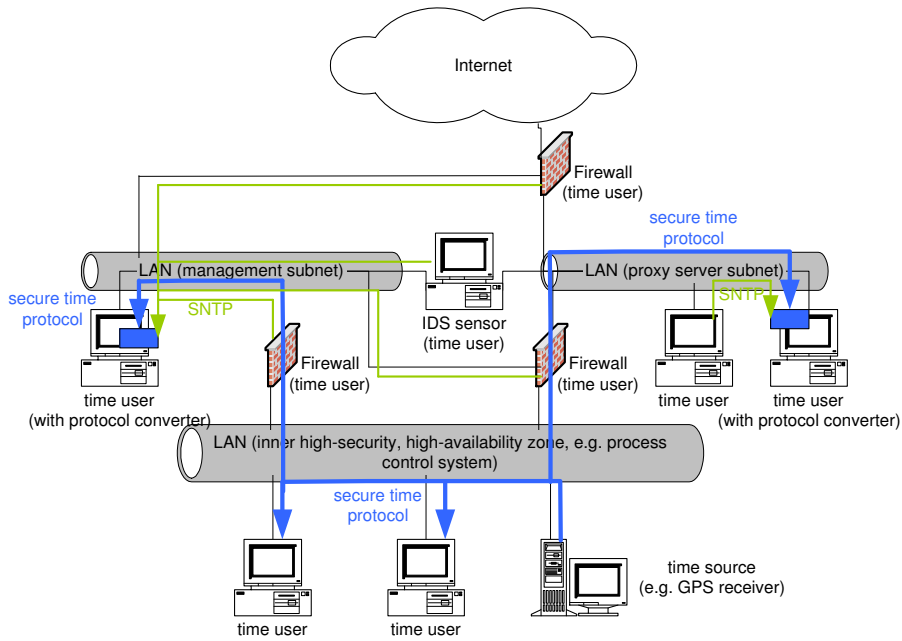 Internet
Firewall
(time user)
secure time
protocol
LAN (management subnet)
LAN (proxy server subnet)
secure time
protocol
SNTP
SNTP
IDS sensor
(time user)
Firewall
(time user)
Firewall
(time user)
time user
(with protocol converter)
time user
time user
(with protocol converter)
LAN (inner high-security, high-availability zone, e.g. process
control system)
secure time
protocol
time source
(e.g. GPS receiver)
time user
time user